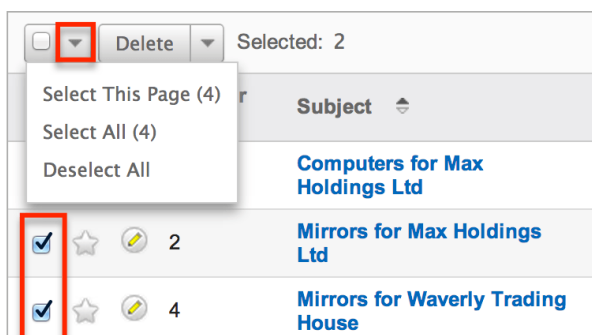 Delete Selected: 2
Select This Page (4)
r Subject
Select All (4)
Deselect All
Computers for Max
Holdings Ltd
2 Mirrors for Max Holdings
Ltd
4 Mirrors for Waverly Trading
House